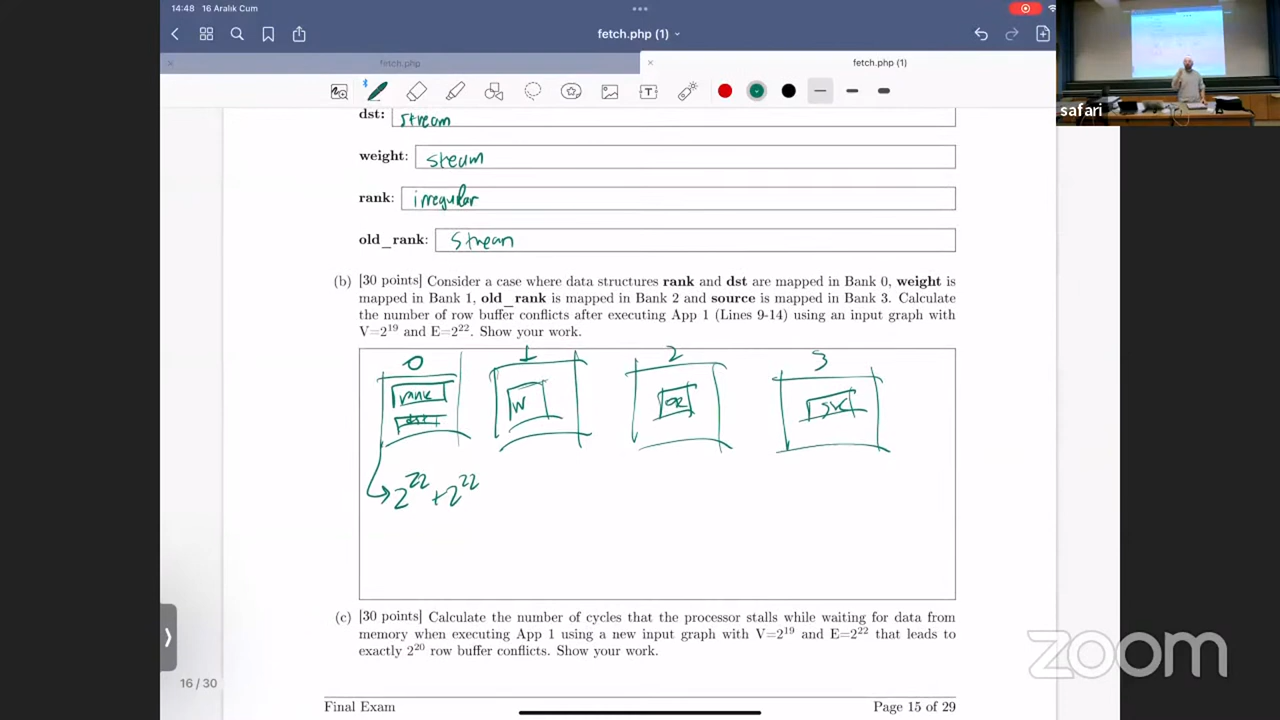 14:48 16 Aralık Cum
fetch.php (1)
fetch.php
fetch.php (1)
safari
dst: stream
weight: steam
rank: irregular
old_rank: Stream
(b) [30 points] Consider a case where data structures rank and dst are mapped in Bank 0, weight is
mapped in Bank 1, old_rank is mapped in Bank 2 and source is mapped in Bank 3. Calculate
the number of row buffer conflicts after executing App 1 (Lines 9-14) using an input graph with
V=2^19 and E=2^22. Show your work.
0 1 2 3
rank W src
2^22 + 2^22
(c) [30 points] Calculate the number of cycles that the processor stalls while waiting for data from
memory when executing App 1 using a new input graph with V=2^19 and E=2^22 that leads to
exactly 2^20 row buffer conflicts. Show your work.
16 / 30
Final Exam Page 15 of 29
zoom